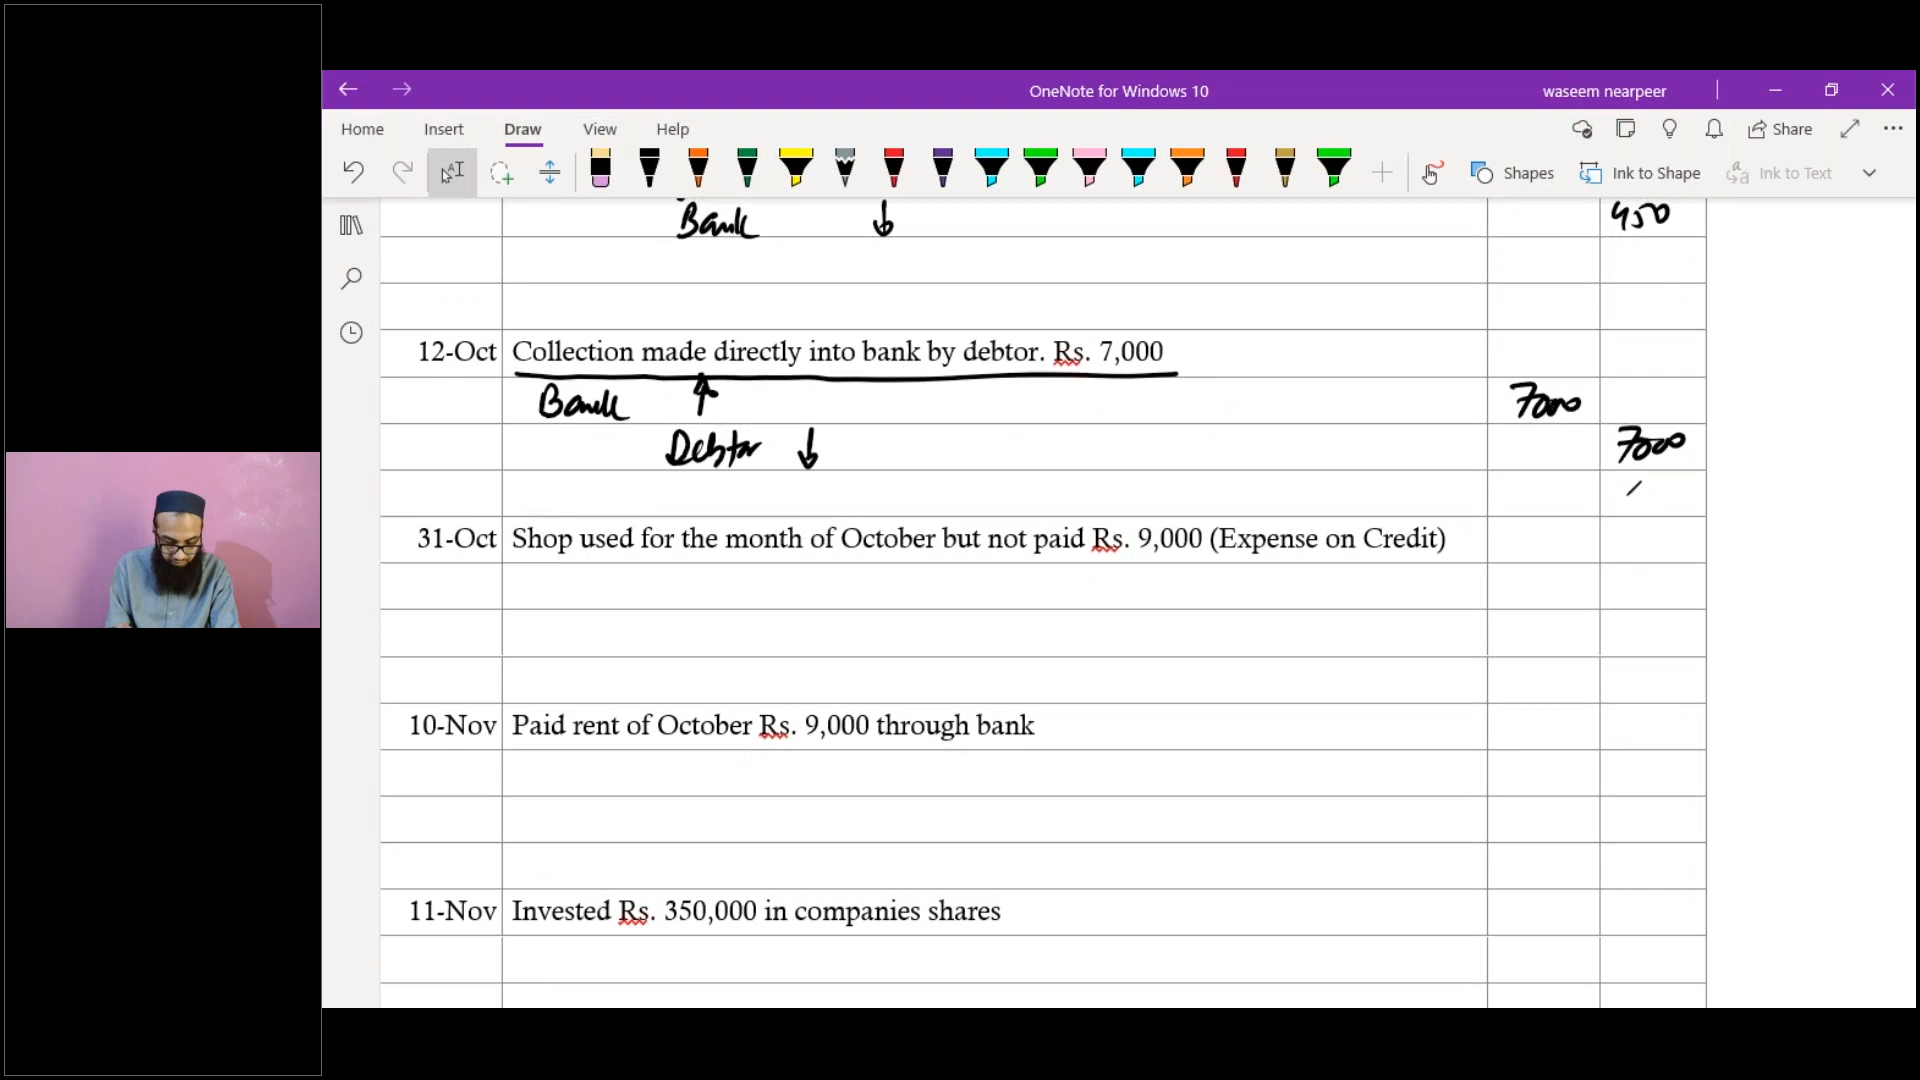 OneNote for Windows 10
waseem nearpeer
Home Insert Draw View Help
Share
Shapes
Ink to Shape
Ink to Text
Bank ↓ 450
12-Oct Collection made directly into bank by debtor. Rs. 7,000
Bank ↑ 7000
Debtor ↓ 7000
31-Oct Shop used for the month of October but not paid Rs. 9,000 (Expense on Credit)
10-Nov Paid rent of October Rs. 9,000 through bank
11-Nov Invested Rs. 350,000 in companies shares